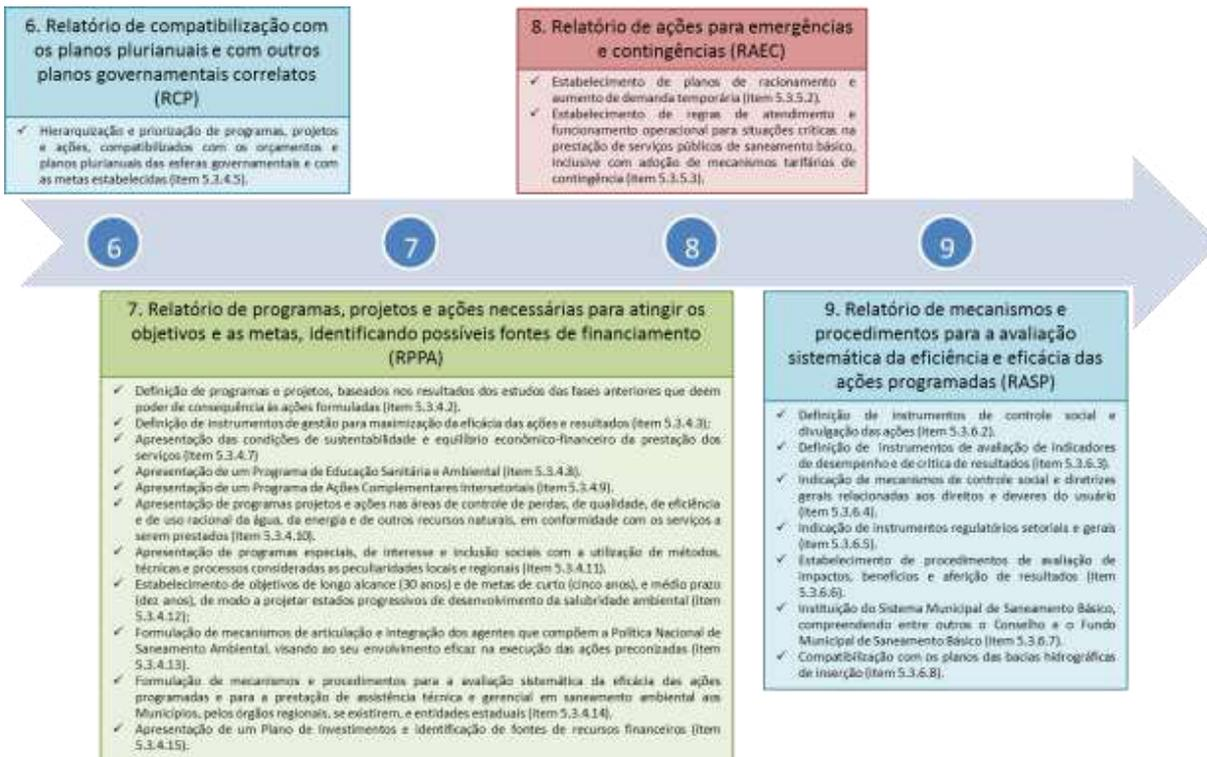 6. Relatório de compatibilização com
os planos plurianuais e com outros
planos governamentais correlatos
(RCP)
✓ Hierarquização e priorização de programas, projetos
e ações, compatibilizados com os orçamentos e
planos plurianuais das esferas governamentais e com
as metas estabelecidas (item 5.3.4.5).
8. Relatório de ações para emergências
e contingências (RAEC)
✓ Estabelecimento de planos de racionamento e
aumento de demanda temporária (item 5.3.5.2).
✓ Estabelecimento de regras de atendimento e
funcionamento operacional para situações críticas na
prestação de serviços públicos de saneamento básico,
inclusive com adoção de mecanismos tarifários de
contingência (item 5.3.5.3).
6
7
8
9
7. Relatório de programas, projetos e ações necessárias para atingir os
objetivos e as metas, identificando possíveis fontes de financiamento
(RPPA)
✓ Definição de programas e projetos, baseados nos resultados dos estudos das fases anteriores que deem
poder de consequência às ações formuladas (item 5.3.4.2).
✓ Definição de instrumentos de gestão para maximização da eficácia das ações e resultados (item 5.3.4.3);
✓ Apresentação das condições de sustentabilidade e equilíbrio econômico-financeiro da prestação dos
serviços (item 5.3.4.7)
✓ Apresentação de um Programa de Educação Sanitária e Ambiental (item 5.3.4.8).
✓ Apresentação de um Programa de Ações Complementares Intersetoriais (item 5.3.4.9).
✓ Apresentação de programas projetos e ações nas áreas de controle de perdas, de qualidade, de eficiência
e de uso racional da água, da energia e de outros recursos naturais, em conformidade com os serviços a
serem prestados (item 5.3.4.10).
✓ Apresentação de programas especiais, de interesse e inclusão sociais com a utilização de métodos,
técnicas e processos consideradas as peculiaridades locais e regionais (item 5.3.4.11).
✓ Estabelecimento de objetivos de longo alcance (30 anos) e de metas de curto (cinco anos), e médio prazo
(dez anos), de modo a projetar estados progressivos de desenvolvimento da salubridade ambiental (item
5.3.4.12);
✓ Formulação de mecanismos de articulação e integração dos agentes que compõem a Política Nacional de
Saneamento Ambiental, visando ao seu envolvimento eficaz na execução das ações preconizadas (item
5.3.4.13).
✓ Formulação de mecanismos e procedimentos para a avaliação sistemática da eficácia das ações
programadas e para a prestação de assistência técnica e gerencial em saneamento ambiental aos
Municípios, pelos órgãos regionais, se existirem, e entidades estaduais (item 5.3.4.14).
✓ Apresentação de um Plano de Investimentos e identificação de fontes de recursos financeiros (item
5.3.4.15).
9. Relatório de mecanismos e
procedimentos para a avaliação
sistemática da eficiência e eficácia das
ações programadas (RASP)
✓ Definição de instrumentos de controle social e
divulgação das ações (item 5.3.6.2).
✓ Definição de instrumentos de avaliação de indicadores
de desempenho e de crítica de resultados (item 5.3.6.3).
✓ Indicação de mecanismos de controle social e diretrizes
gerais relacionadas aos direitos e deveres do usuário
(item 5.3.6.4).
✓ Indicação de instrumentos regulatórios setoriais e gerais
(item 5.3.6.5).
✓ Estabelecimento de procedimentos de avaliação de
impactos, benefícios e aferição de resultados (item
5.3.6.6).
✓ Instituição do Sistema Municipal de Saneamento Básico,
compreendendo entre outros o Conselho e o Fundo
Municipal de Saneamento Básico (item 5.3.6.7).
✓ Compatibilização com os planos das bacias hidrográficas
de inserção (item 5.3.6.8).